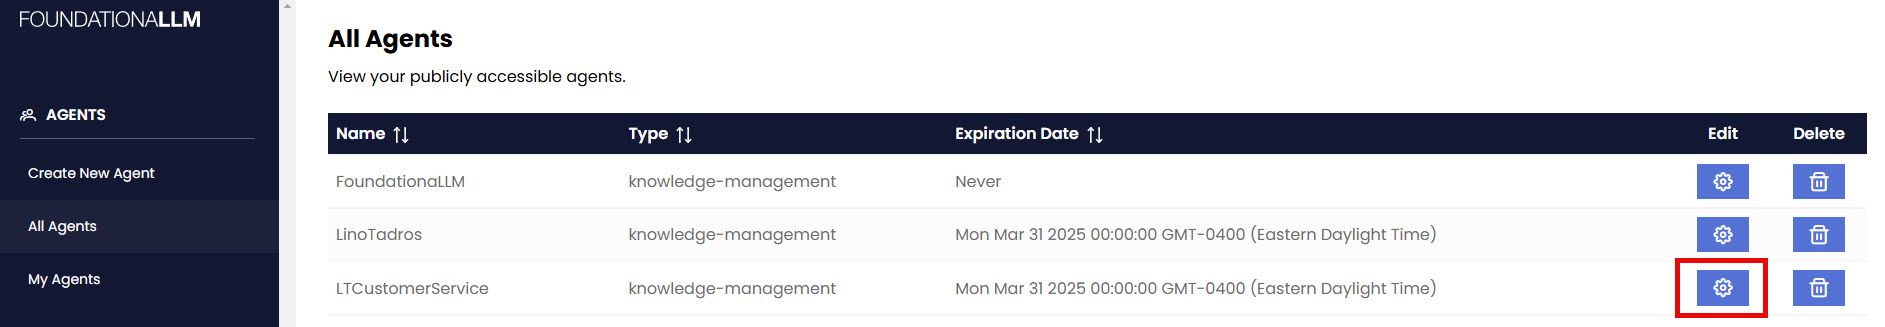 FOUNDATIONALLM
AGENTS
Create New Agent
All Agents
My Agents
All Agents
View your publicly accessible agents.
Name Type Expiration Date Edit Delete
FoundationaLLM knowledge-management Never
LinoTadros knowledge-management Mon Mar 31 2025 00:00:00 GMT-0400 (Eastern Daylight Time)
LTCustomerService knowledge-management Mon Mar 31 2025 00:00:00 GMT-0400 (Eastern Daylight Time)